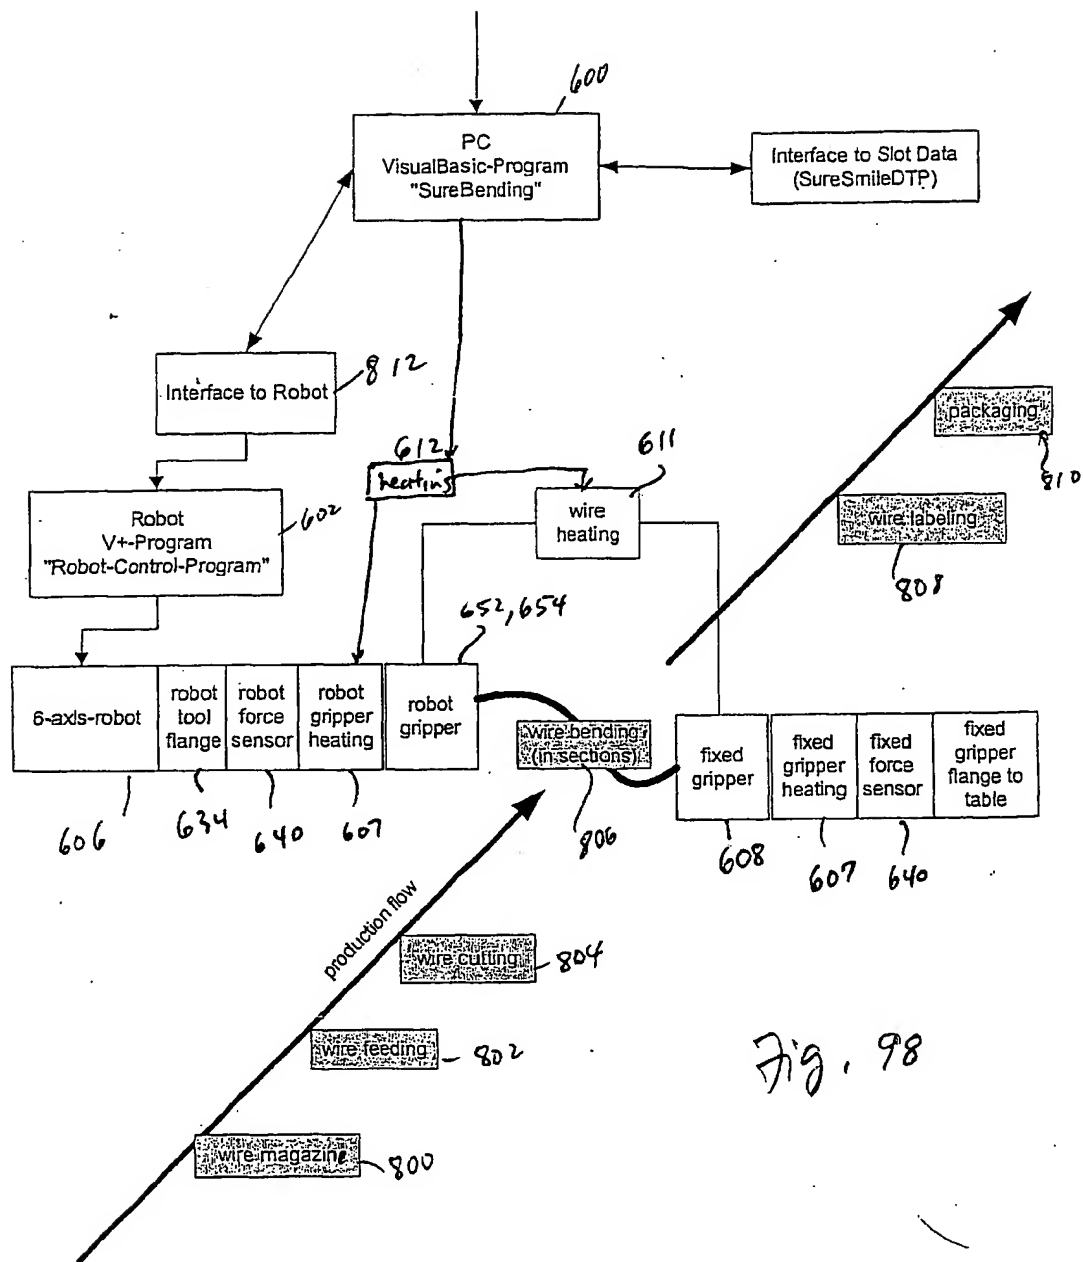 600
PC
VisualBasic-Program
"SureBending"
Interface to Slot Data
(SureSmileDTP)
812
Interface to Robot
612
heating
611
wire
heating
packaging
810
wire labeling
808
602
Robot
V+-Program
"Robot-Control-Program"
652, 654
6-axis-robot
robot
tool
flange
robot
force
sensor
robot
gripper
heating
robot
gripper
wire bending
(in sections)
fixed
gripper
fixed
gripper
heating
fixed
force
sensor
fixed
gripper
flange to
table
606
634
640
607
806
608
607
640
production flow
wire cutting
804
wire feeding
802
wire magazine
800
Fig. 98